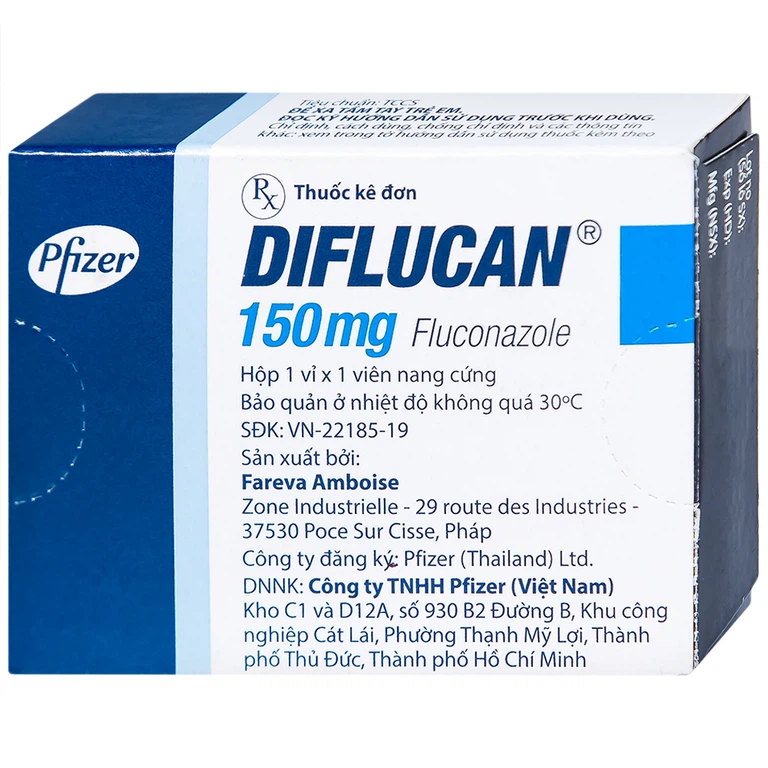 Tiêu chuẩn: TCCS
ĐỂ XA TẦM TAY TRẺ EM.
ĐỌC KỸ HƯỚNG DẪN SỬ DỤNG TRƯỚC KHI DÙNG.
Chỉ định, cách dùng, chống chỉ định và các thông tin
khác: xem trong tờ hướng dẫn sử dụng thuốc kèm theo
Pfizer
Rx Thuốc kê đơn
DIFLUCAN®
150mg Fluconazole
Hộp 1 vỉ x 1 viên nang cứng
Bảo quản ở nhiệt độ không quá 30ºC
SĐK: VN-22185-19
Sản xuất bởi:
Fareva Amboise
Zone Industrielle - 29 route des Industries -
37530 Poce Sur Cisse, Pháp
Công ty đăng ký: Pfizer (Thailand) Ltd.
DNNK: Công ty TNHH Pfizer (Việt Nam)
Kho C1 và D12A, số 930 B2 Đường B, Khu công
nghiệp Cát Lái, Phường Thạnh Mỹ Lợi, Thành
phố Thủ Đức, Thành phố Hồ Chí Minh
Lot No
(Số lô SX):
Exp (HD):
Mfg (NSX):